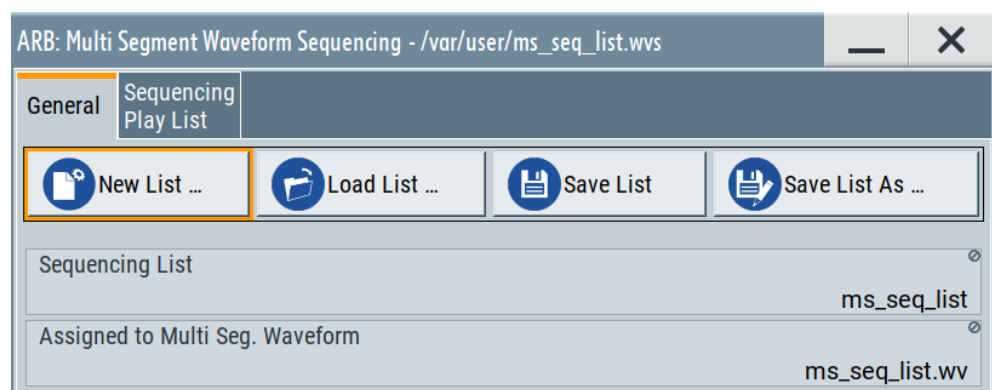 ARB: Multi Segment Waveform Sequencing - /var/user/ms_seq_list.wvs
General
Sequencing
Play List
New List ...
Load List ...
Save List
Save List As ...
Sequencing List
ms_seq_list
Assigned to Multi Seg. Waveform
ms_seq_list.wv